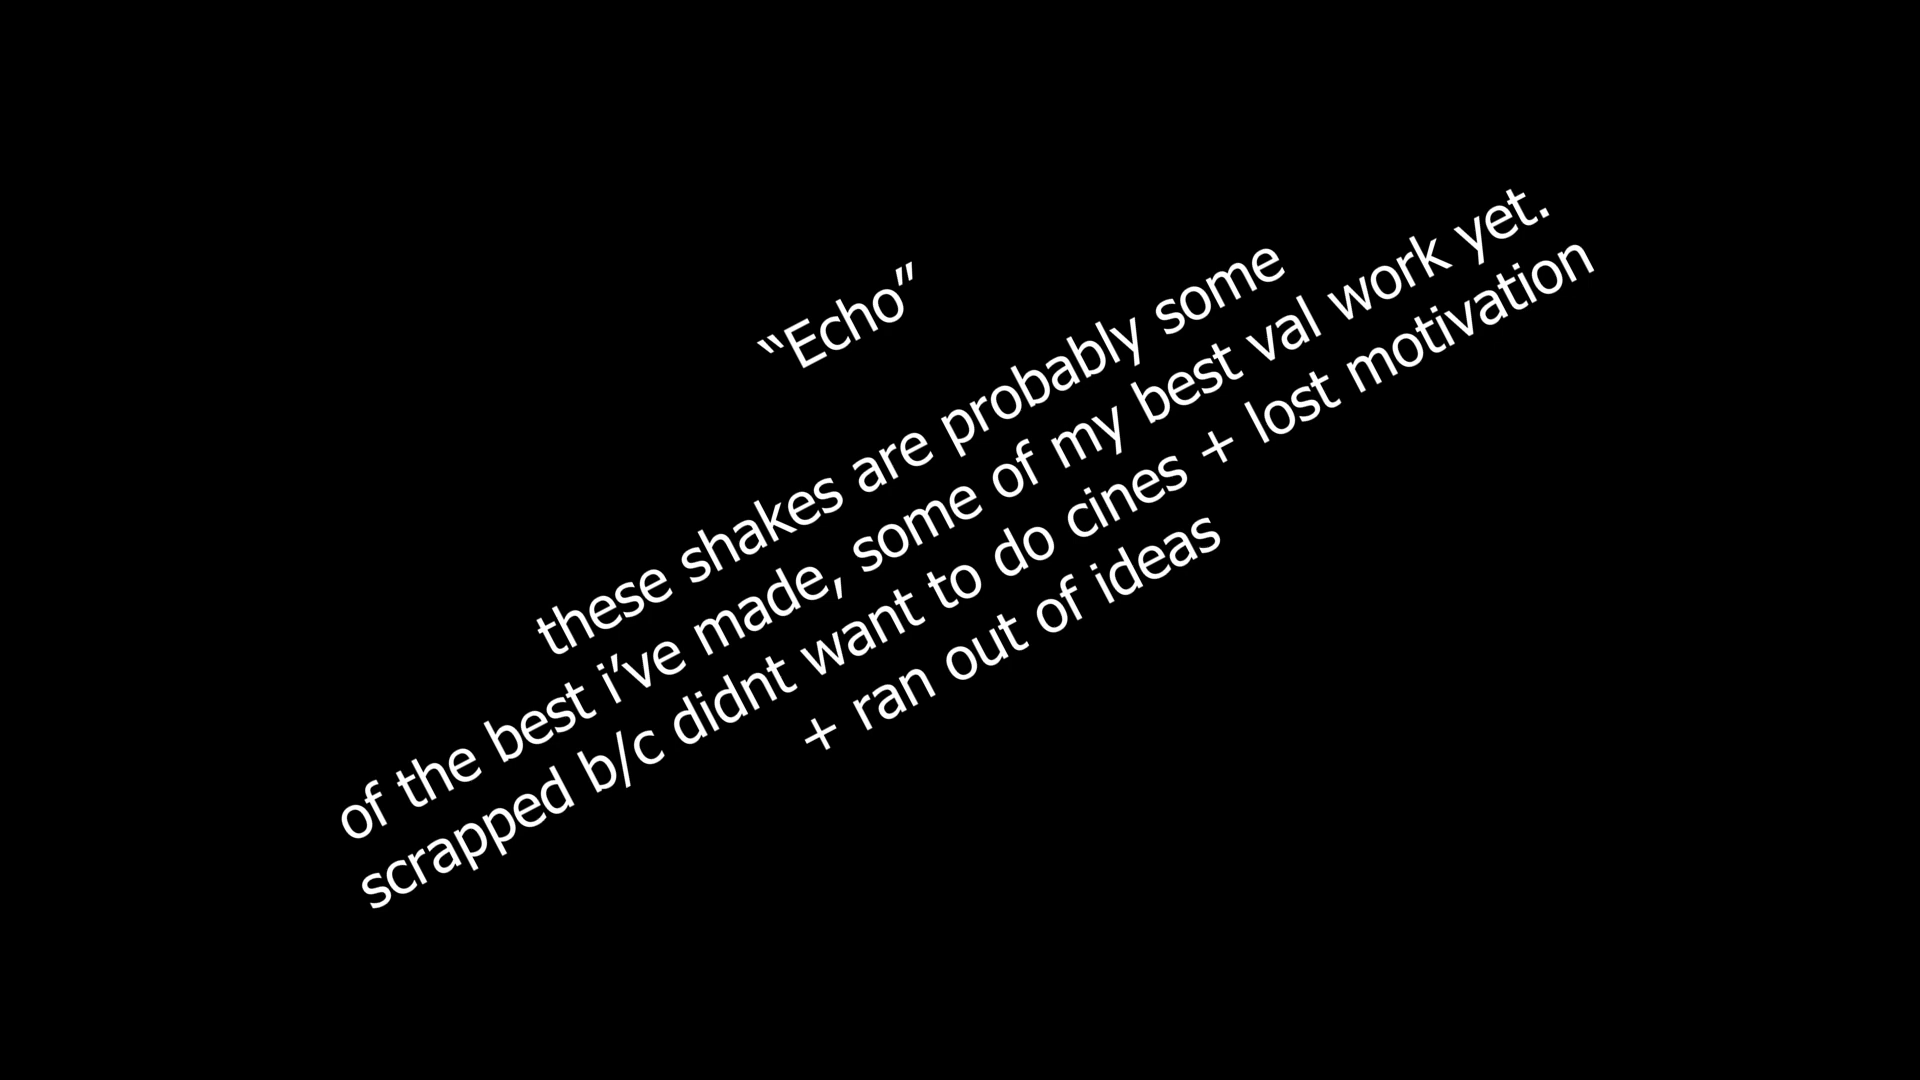 “Echo”
these shakes are probably some
of the best i’ve made, some of my best val work yet.
scrapped b/c didnt want to do cines + lost motivation
+ ran out of ideas